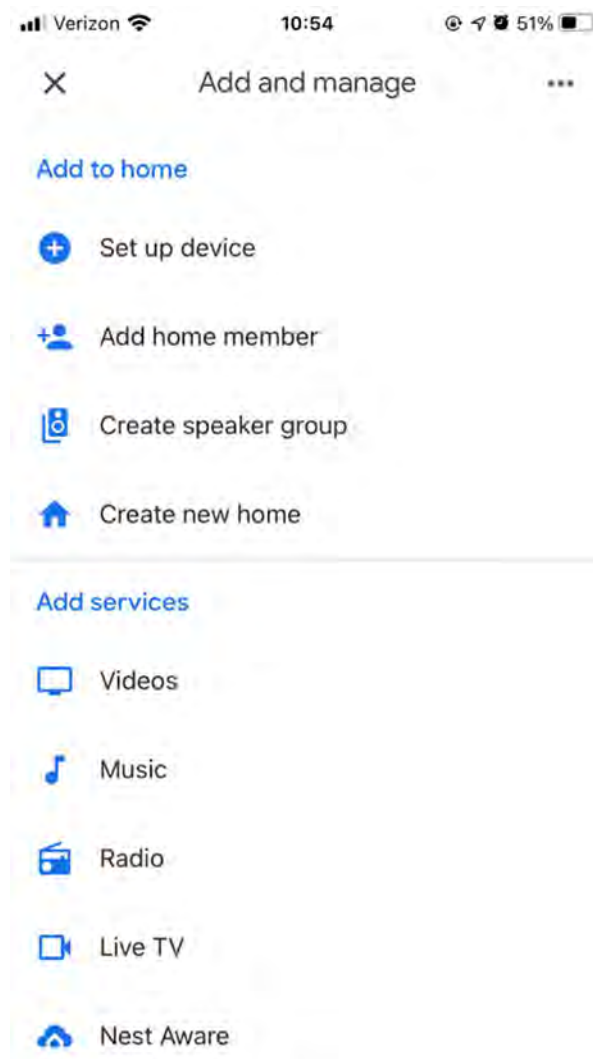 Verizon 10:54 51%
Add and manage
Add to home
Set up device
Add home member
Create speaker group
Create new home
Add services
Videos
Music
Radio
Live TV
Nest Aware